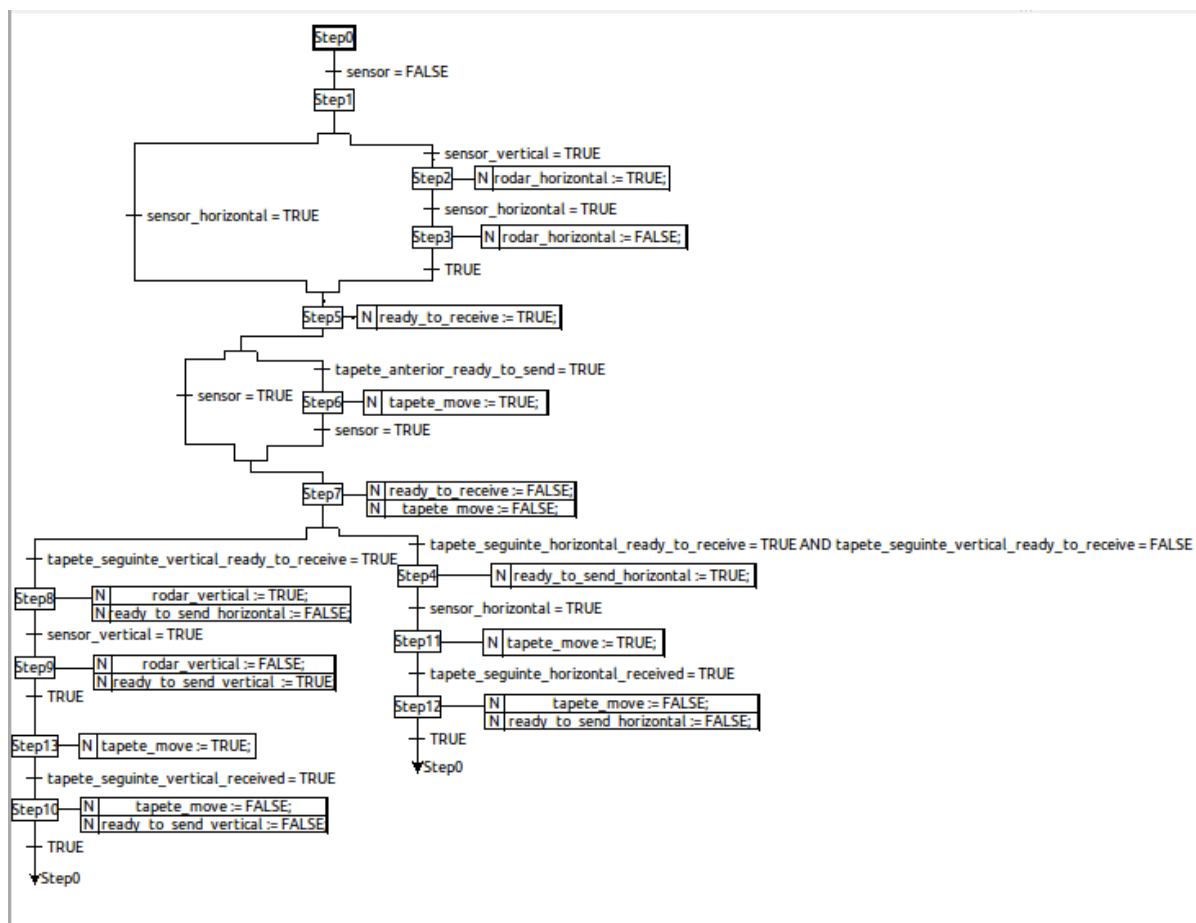 Step0
sensor = FALSE
Step1
sensor_vertical = TRUE
Step2 N rodar_horizontal := TRUE;
sensor_horizontal = TRUE
sensor_horizontal = TRUE
Step3 N rodar_horizontal := FALSE;
TRUE
Step5 N ready_to_receive := TRUE;
tapete_anterior_ready_to_send = TRUE
sensor = TRUE
Step6 N tapete_move := TRUE;
sensor = TRUE
Step7 N ready_to_receive := FALSE;
N tapete_move := FALSE;
tapete_seguinte_vertical_ready_to_receive = TRUE
Step8 N rodar_vertical := TRUE;
N ready_to_send_horizontal := FALSE;
sensor_vertical = TRUE
Step9 N rodar_vertical := FALSE;
N ready_to_send_vertical := TRUE
TRUE
Step13 N tapete_move := TRUE;
tapete_seguinte_vertical_received = TRUE
Step10 N tapete_move := FALSE;
N ready_to_send_vertical := FALSE
TRUE
Step0
tapete_seguinte_horizontal_ready_to_receive = TRUE AND tapete_seguinte_vertical_ready_to_receive = FALSE
Step4 N ready_to_send_horizontal := TRUE;
sensor_horizontal = TRUE
Step11 N tapete_move := TRUE;
tapete_seguinte_horizontal_received = TRUE
Step12 N tapete_move := FALSE;
N ready_to_send_horizontal := FALSE;
TRUE
Step0